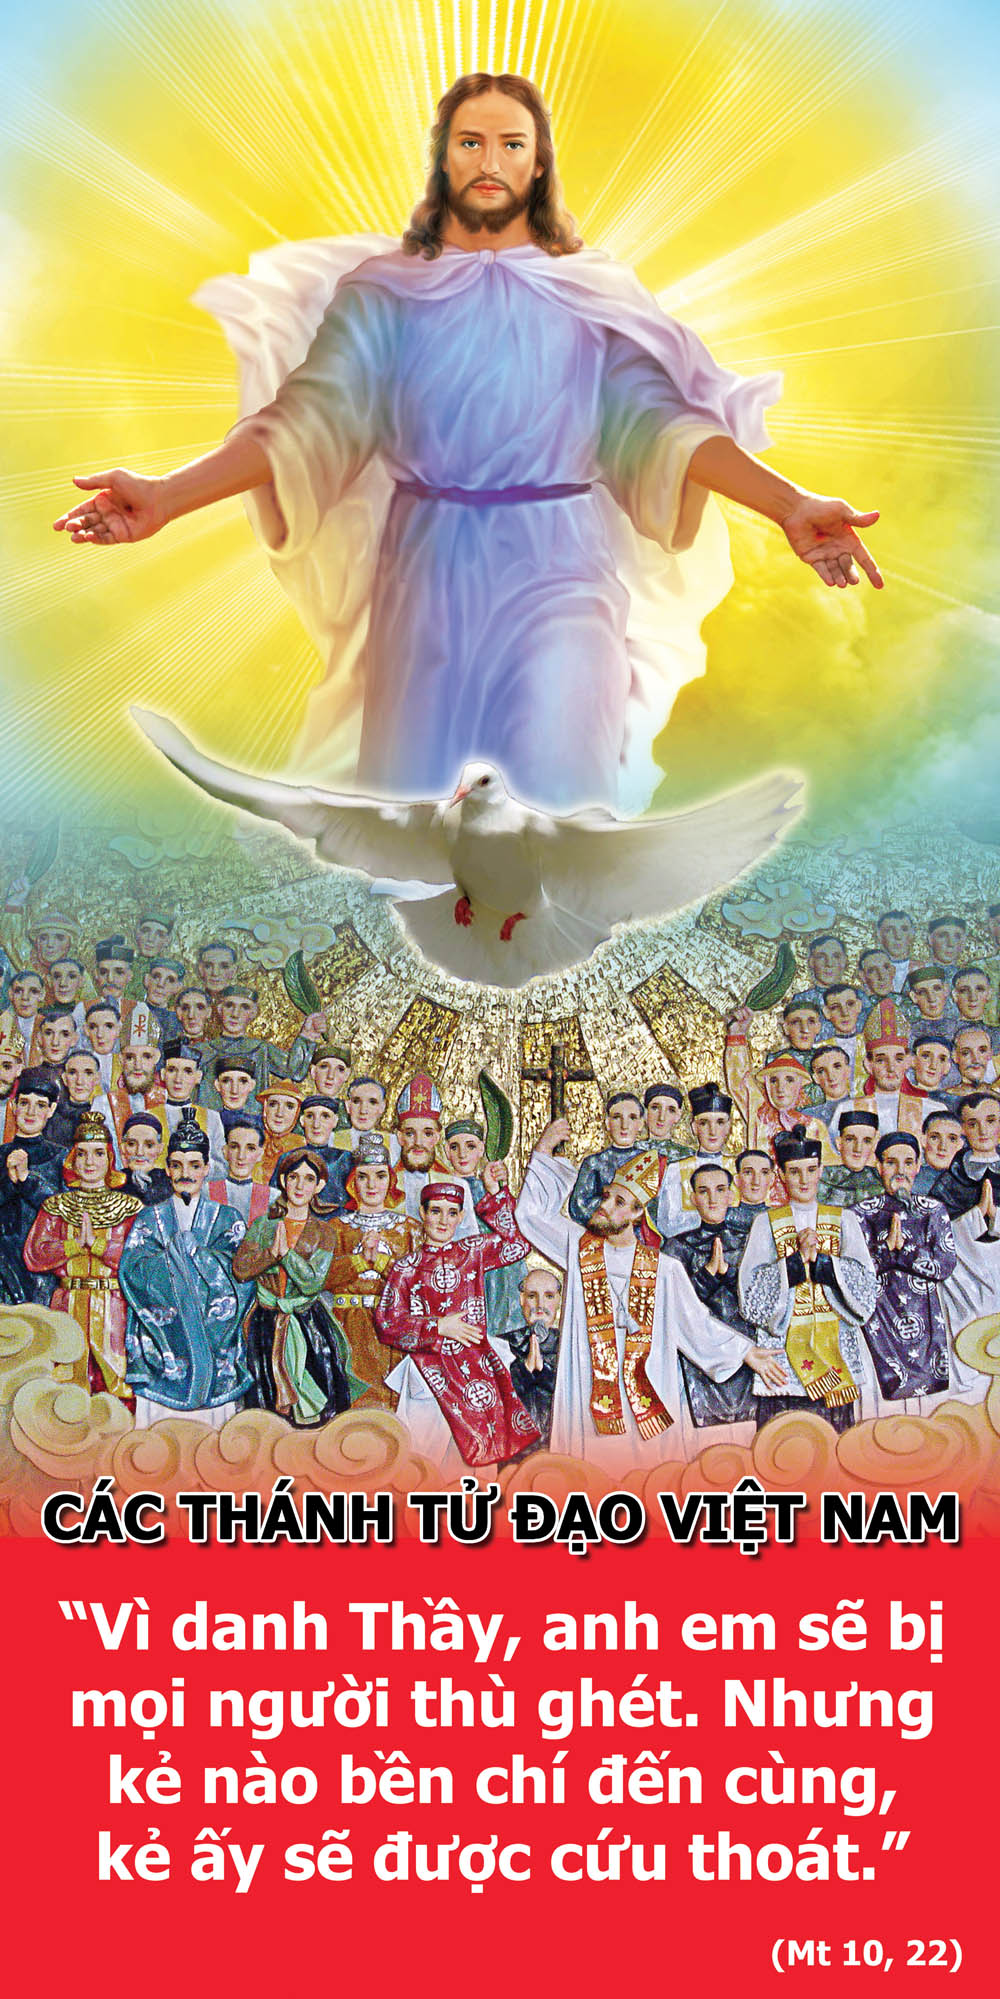 CÁC THÁNH TỬ ĐẠO VIỆT NAM
“Vì danh Thầy, anh em sẽ bị
mọi người thù ghét. Nhưng
kẻ nào bền chí đến cùng,
kẻ ấy sẽ được cứu thoát.”
(Mt 10, 22)